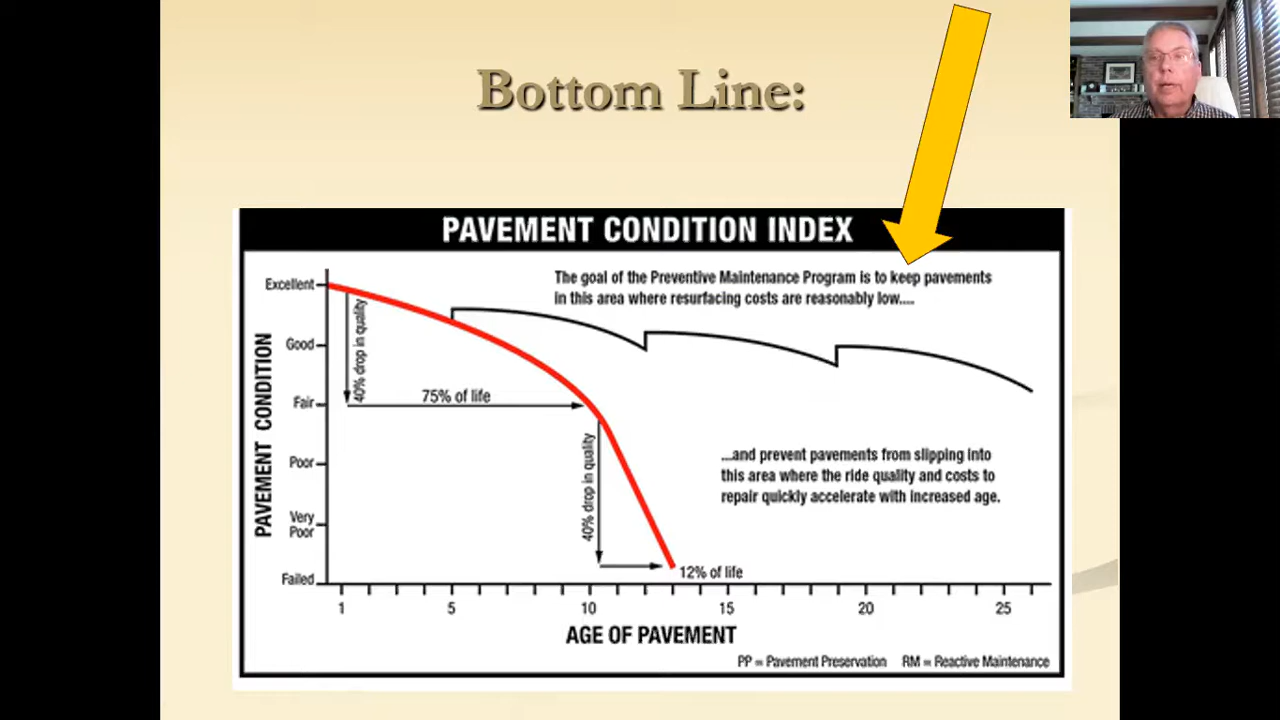 Bottom Line:
PAVEMENT CONDITION INDEX
The goal of the Preventive Maintenance Program is to keep pavements
in this area where resurfacing costs are reasonably low....
Excellent
Good
Fair
Poor
Very
Poor
Failed
PAVEMENT CONDITION
40% drop in quality
75% of life
40% drop in quality
12% of life
...and prevent pavements from slipping into
this area where the ride quality and costs to
repair quickly accelerate with increased age.
1 5 10 15 20 25
AGE OF PAVEMENT
PP = Pavement Preservation RM = Reactive Maintenance